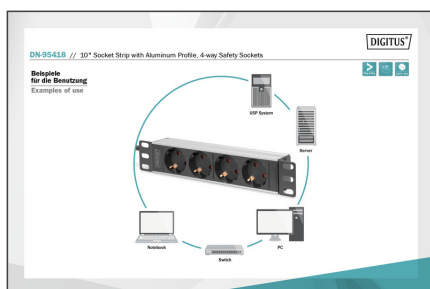 DIGITUS®
DN-95418 // 10" Socket Strip with Aluminum Profile, 4-way Safety Sockets
Beispiele
für die Benutzung
Examples of use
USP System
Server
PC
Switch
Notebook